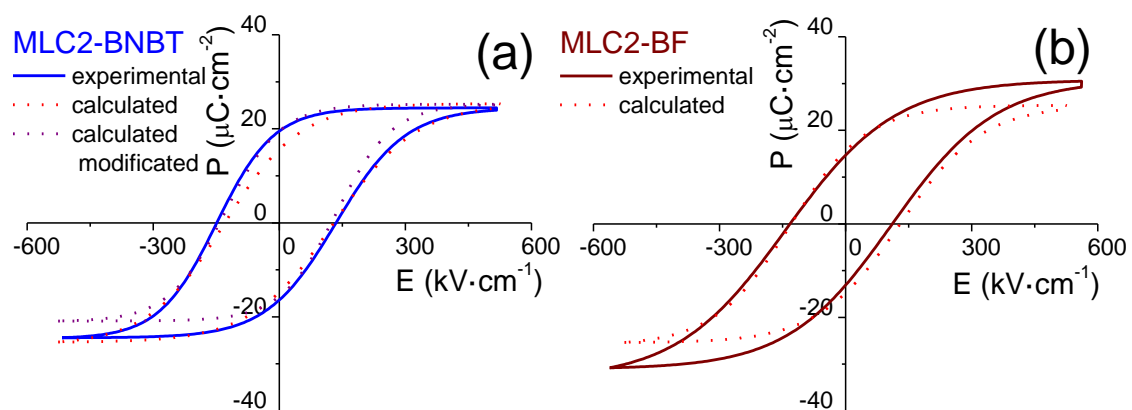 MLC2-BNBT
experimental
calculated
calculated
modificated
(a)
P (μC·cm⁻²)
40
20
0
-20
-40
-600
-300
0
300
600
E (kV·cm⁻¹)
MLC2-BF
experimental
calculated
(b)
P (μC·cm⁻²)
40
20
0
-20
-40
-600
-300
0
300
600
E (kV·cm⁻¹)